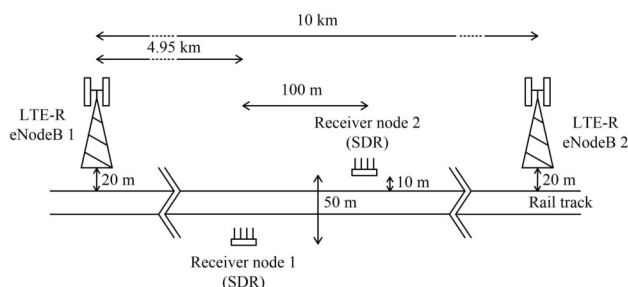 10 km
4.95 km
100 m
LTE-R
eNodeB 1
Receiver node 2
(SDR)
LTE-R
eNodeB 2
20 m
10 m
20 m
50 m
Rail track
Receiver node 1
(SDR)